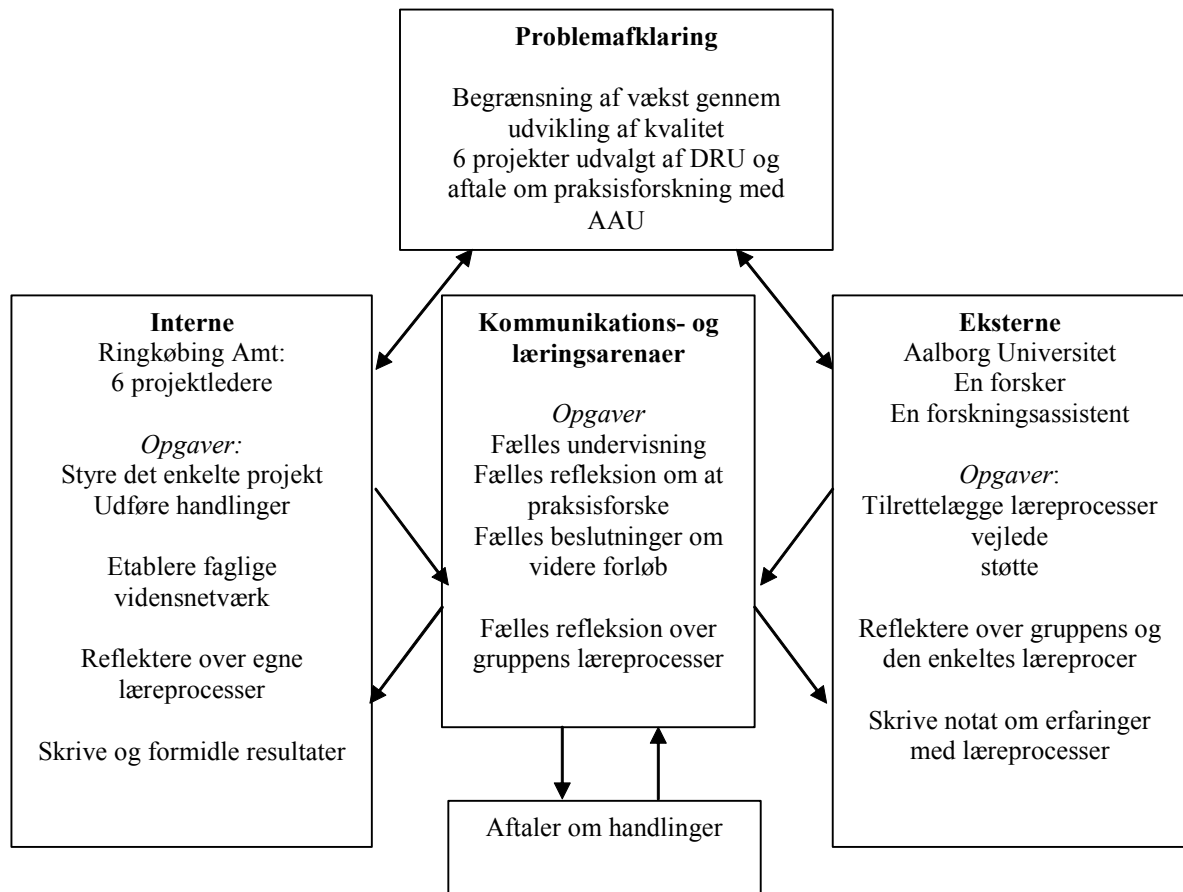 Problemafklaring
Begrænsning af vækst gennem
udvikling af kvalitet
6 projekter udvalgt af DRU og
aftale om praksisforskning med
AAU
Interne
Ringkøbing Amt:
6 projektledere
Opgaver:
Styre det enkelte projekt
Udføre handlinger
Etablere faglige
vidensnetværk
Reflektere over egne
læreprocesser
Skrive og formidle resultater
Kommunikations- og
læringsarenaer
Opgaver
Fælles undervisning
Fælles refleksion om at
praksisforske
Fælles beslutninger om
videre forløb
Fælles refleksion over
gruppens læreprocesser
Eksterne
Aalborg Universitet
En forsker
En forskningsassistent
Opgaver:
Tilrettelægge læreprocesser
vejlede
støtte
Reflektere over gruppens og
den enkeltes læreprocer
Skrive notat om erfaringer
med læreprocesser
Aftaler om handlinger